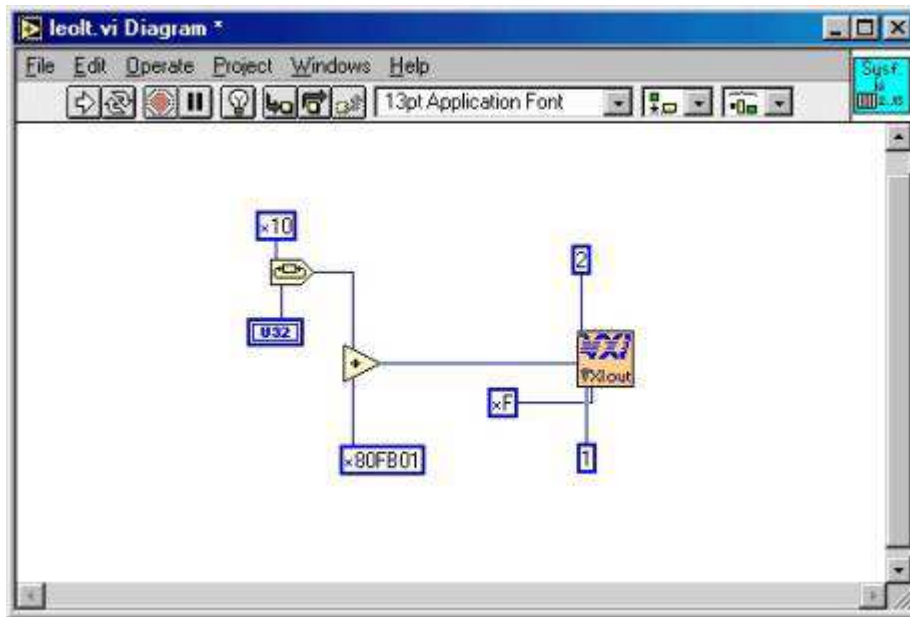 leolt.vi Diagram *
File Edit Operate Project Windows Help
13pt Application Font
x10
U32
2
VXI
VXIout
xF
x80FB01
1